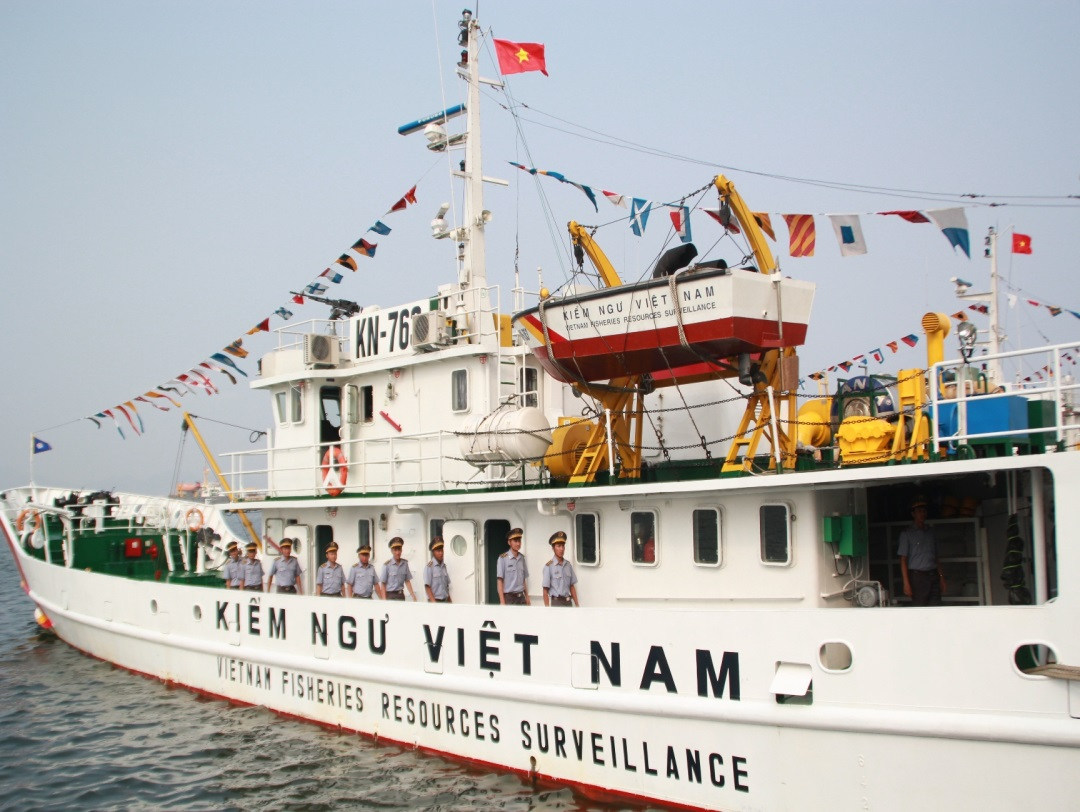 KN-76
KIỂM NGƯ VIỆT NAM
VIETNAM FISHERIES RESOURCES SURVEILLANCE
KIỂM NGƯ VIỆT NAM
VIETNAM FISHERIES RESOURCES SURVEILLANCE